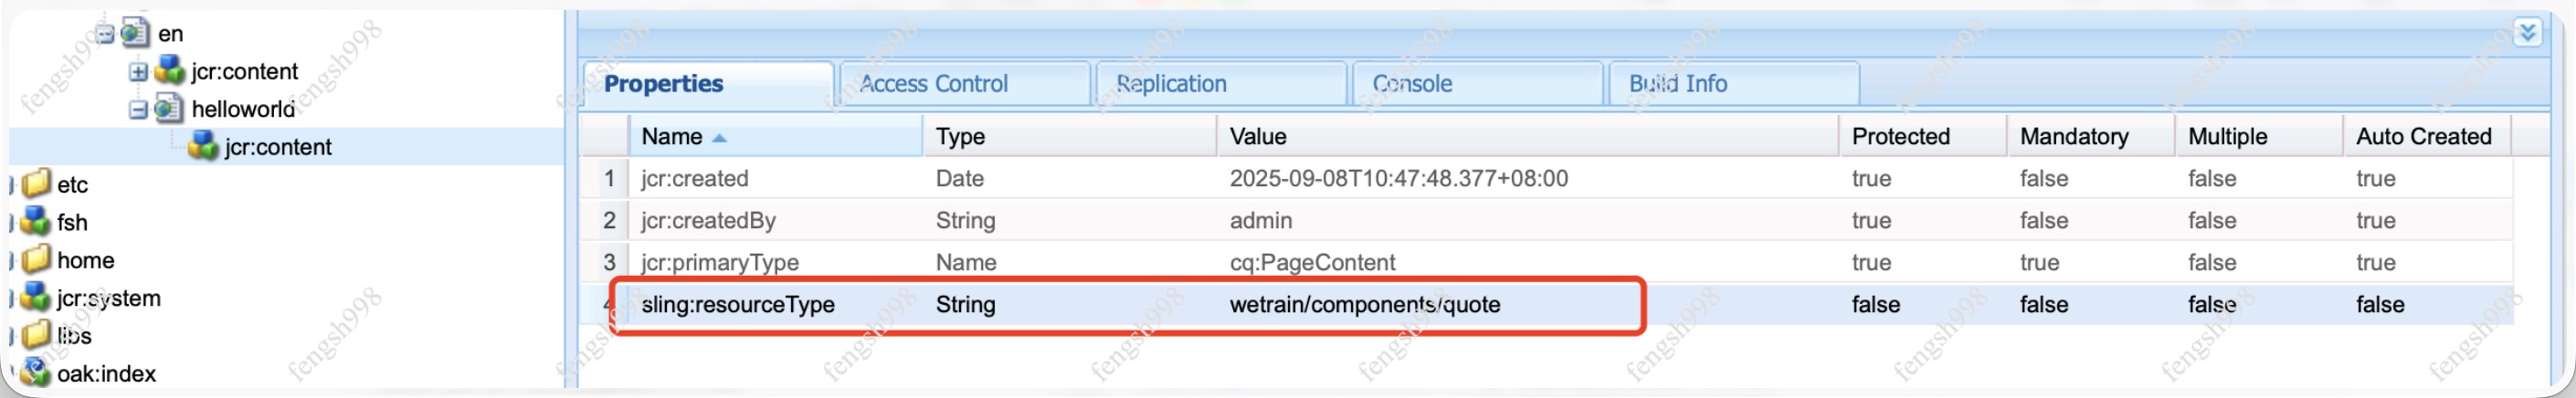 en
jcr:content
helloworld
jcr:content
etc
fsh
home
jcr:system
libs
oak:index
Properties Access Control Replication Console Build Info
Name Type Value Protected Mandatory Multiple Auto Created
1 jcr:created Date 2025-09-08T10:47:48.377+08:00 true false false true
2 jcr:createdBy String admin true false false true
3 jcr:primaryType Name cq:PageContent true true false true
4 sling:resourceType String wetrain/components/quote false false false false
fengsh998